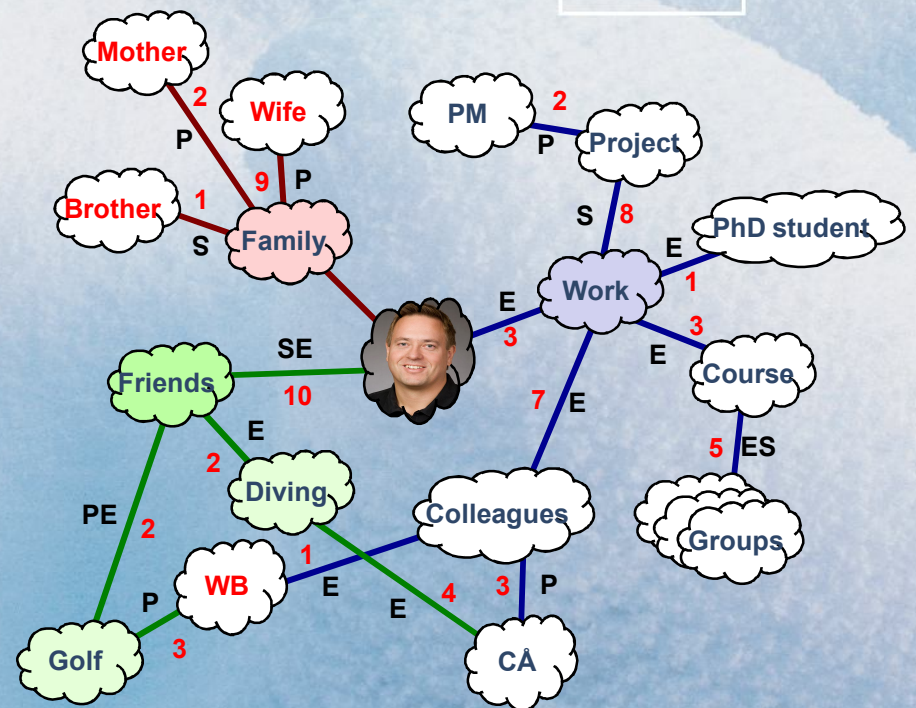 Mother
2
P
Wife
9
P
Brother
1
S
Family
PM
2
P
Project
S
8
PhD student
E
1
Work
E
3
3
E
Course
5
ES
Groups
7
E
Colleagues
SE
10
Friends
E
2
Diving
PE
2
1
E
WB
P
3
Golf
4
E
3
P
CÅ